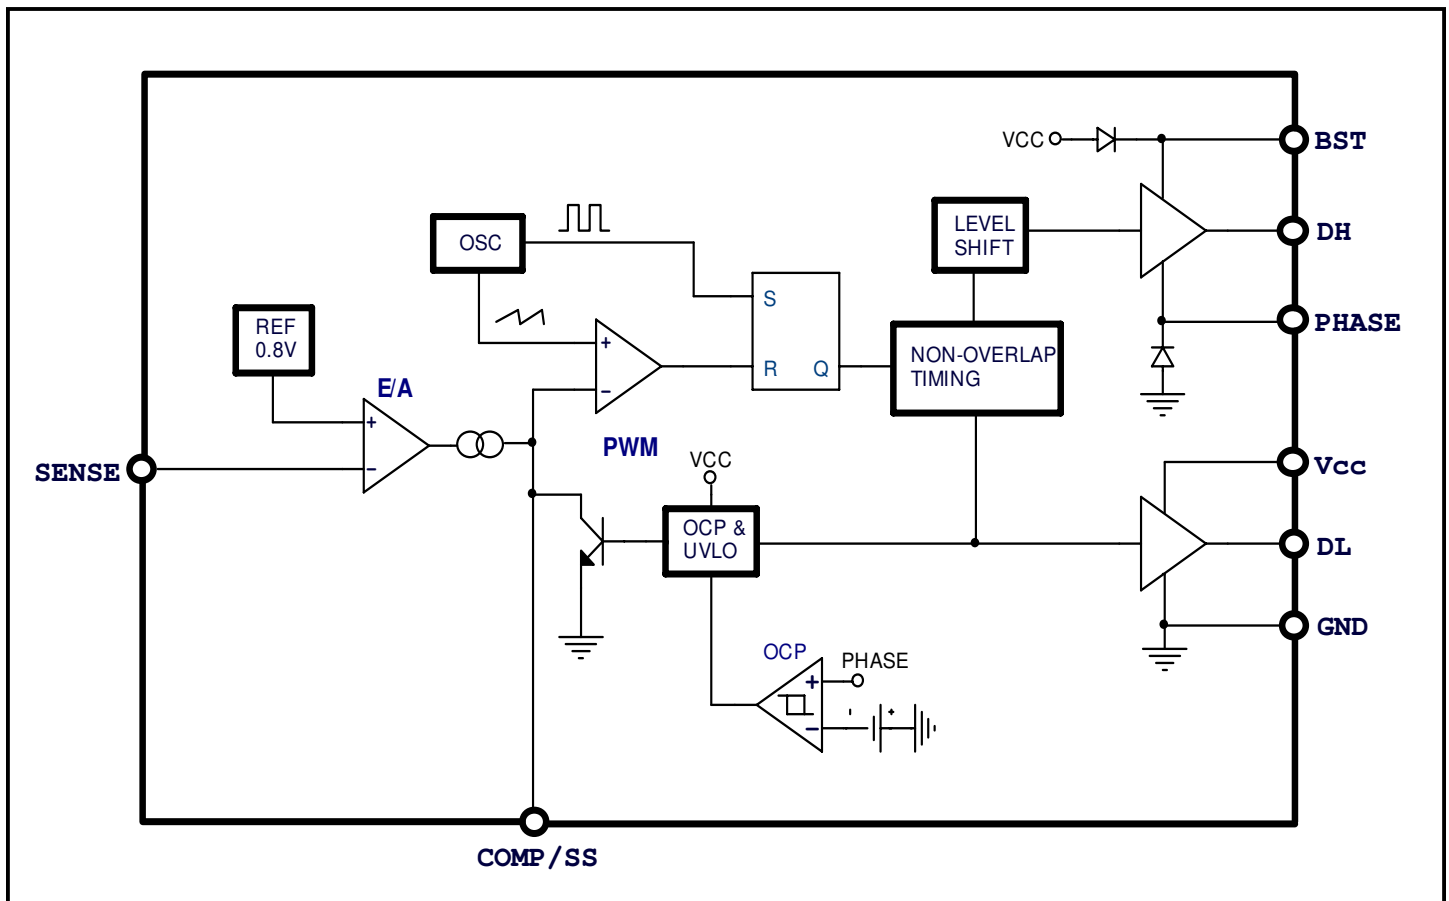 VCC
BST
LEVEL
SHIFT
DH
OSC
S
REF
0.8V
PHASE
+
NON-OVERLAP
TIMING
R
Q
E/A
-
+
PWM
VCC
Vcc
SENSE
-
OCP &
UVLO
DL
GND
OCP
PHASE
+
- +
-
COMP/SS